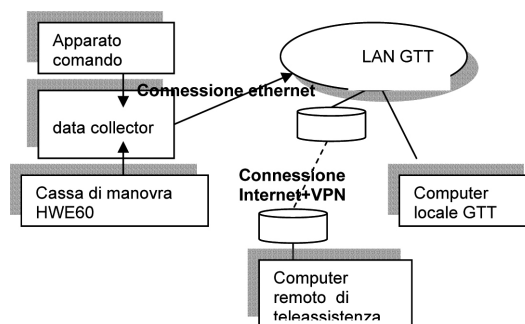 Apparato
comando
LAN GTT
Connessione ethernet
data collector
Cassa di manovra
HWE60
Connessione
Internet+VPN
Computer
locale GTT
Computer
remoto di
teleassistenza